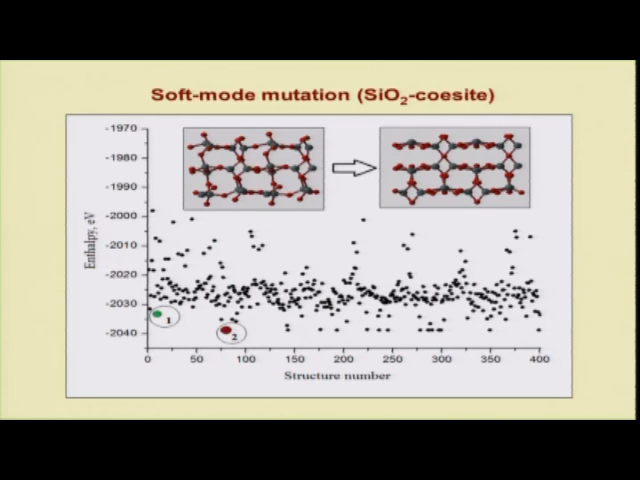 Soft-mode mutation (SiO2-coesite)
-1970
-1980
-1990
-2000
-2010
-2020
-2030
-2040
Enthalpy, eV
1
2
0 50 100 150 200 250 300 350 400
Structure number